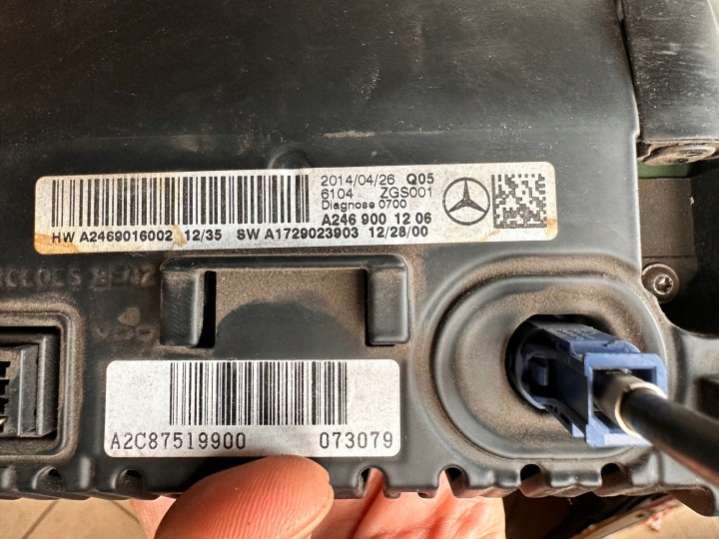 2014/04/26 Q05
6104 ZGS001
Diagnose 0700
A246 900 12 06
HW A2469016002 12/35 SW A1729023903 12/28/00
A2C87519900 073079